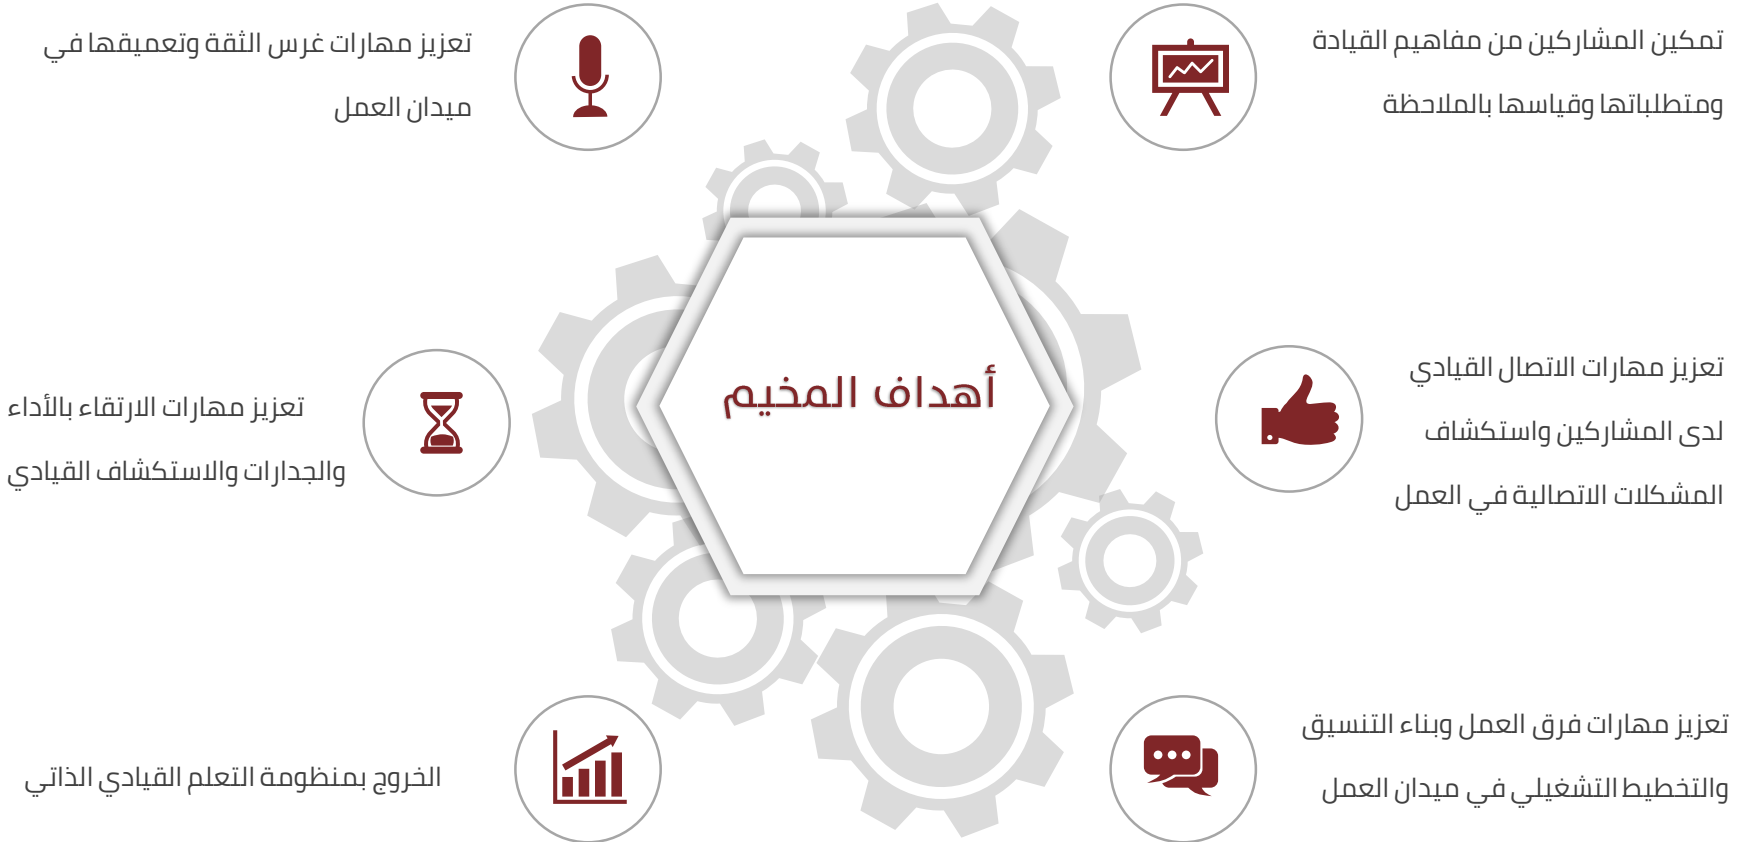 أهداف المخيم
تمكين المشاركين من مفاهيم القيادة
ومتطلباتها وقياسها بالملاحظة
تعزيز مهارات الاتصال القيادي
لدى المشاركين واستكشاف
المشكلات الاتصالية في العمل
تعزيز مهارات فرق العمل وبناء التنسيق
والتخطيط التشغيلي في ميدان العمل
تعزيز مهارات غرس الثقة وتعميقها في
ميدان العمل
تعزيز مهارات الارتقاء بالأداء
والجدارات والاستكشاف القيادي
الخروج بمنظومة التعلم القيادي الذاتي